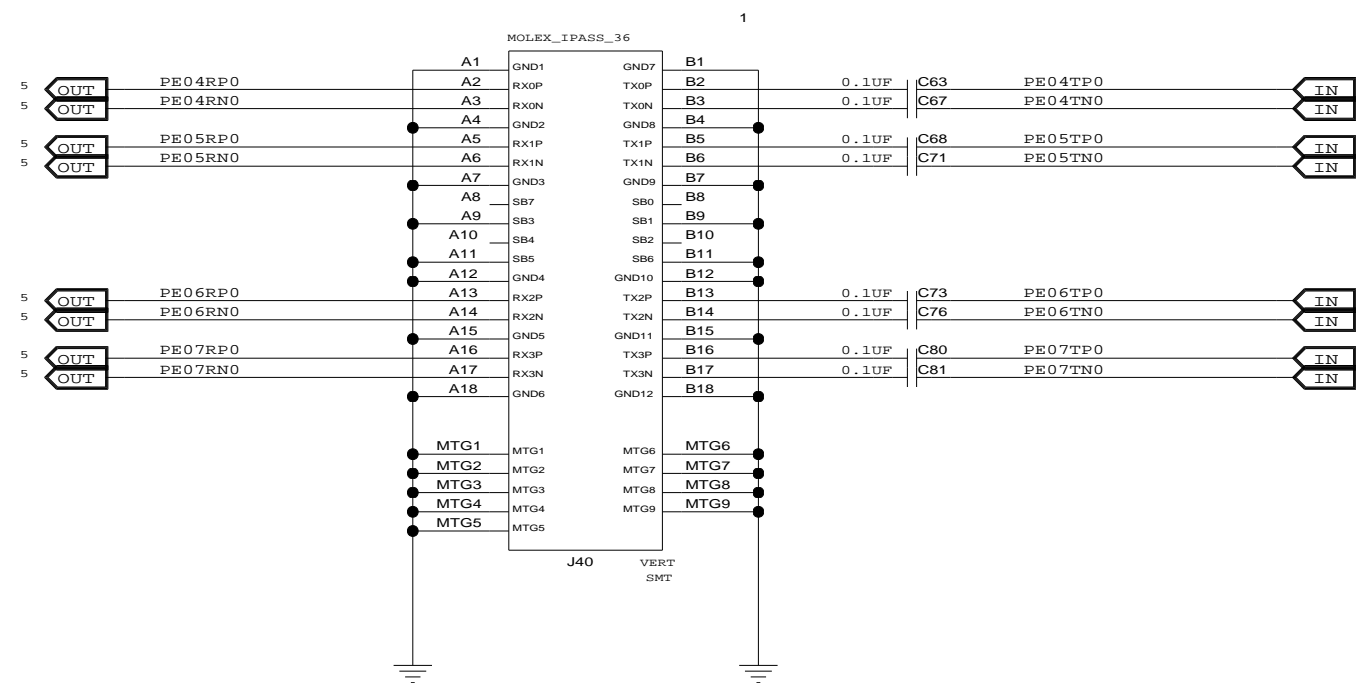 1
MOLEX_IPASS_36
A1 GND1 GND7 B1
5 OUT PE04RP0 A2 RX0P TX0P B2 0.1UF C63 PE04TP0 IN
5 OUT PE04RN0 A3 RX0N TX0N B3 0.1UF C67 PE04TN0 IN
A4 GND2 GND8 B4
5 OUT PE05RP0 A5 RX1P TX1P B5 0.1UF C68 PE05TP0 IN
5 OUT PE05RN0 A6 RX1N TX1N B6 0.1UF C71 PE05TN0 IN
A7 GND3 GND9 B7
A8 SB7 SB0 B8
A9 SB3 SB1 B9
A10 SB4 SB2 B10
A11 SB5 SB6 B11
A12 GND4 GND10 B12
5 OUT PE06RP0 A13 RX2P TX2P B13 0.1UF C73 PE06TP0 IN
5 OUT PE06RN0 A14 RX2N TX2N B14 0.1UF C76 PE06TN0 IN
A15 GND5 GND11 B15
5 OUT PE07RP0 A16 RX3P TX3P B16 0.1UF C80 PE07TP0 IN
5 OUT PE07RN0 A17 RX3N TX3N B17 0.1UF C81 PE07TN0 IN
A18 GND6 GND12 B18
MTG1 MTG1 MTG6 MTG6
MTG2 MTG2 MTG7 MTG7
MTG3 MTG3 MTG8 MTG8
MTG4 MTG4 MTG9 MTG9
MTG5 MTG5
J40 VERT
SMT